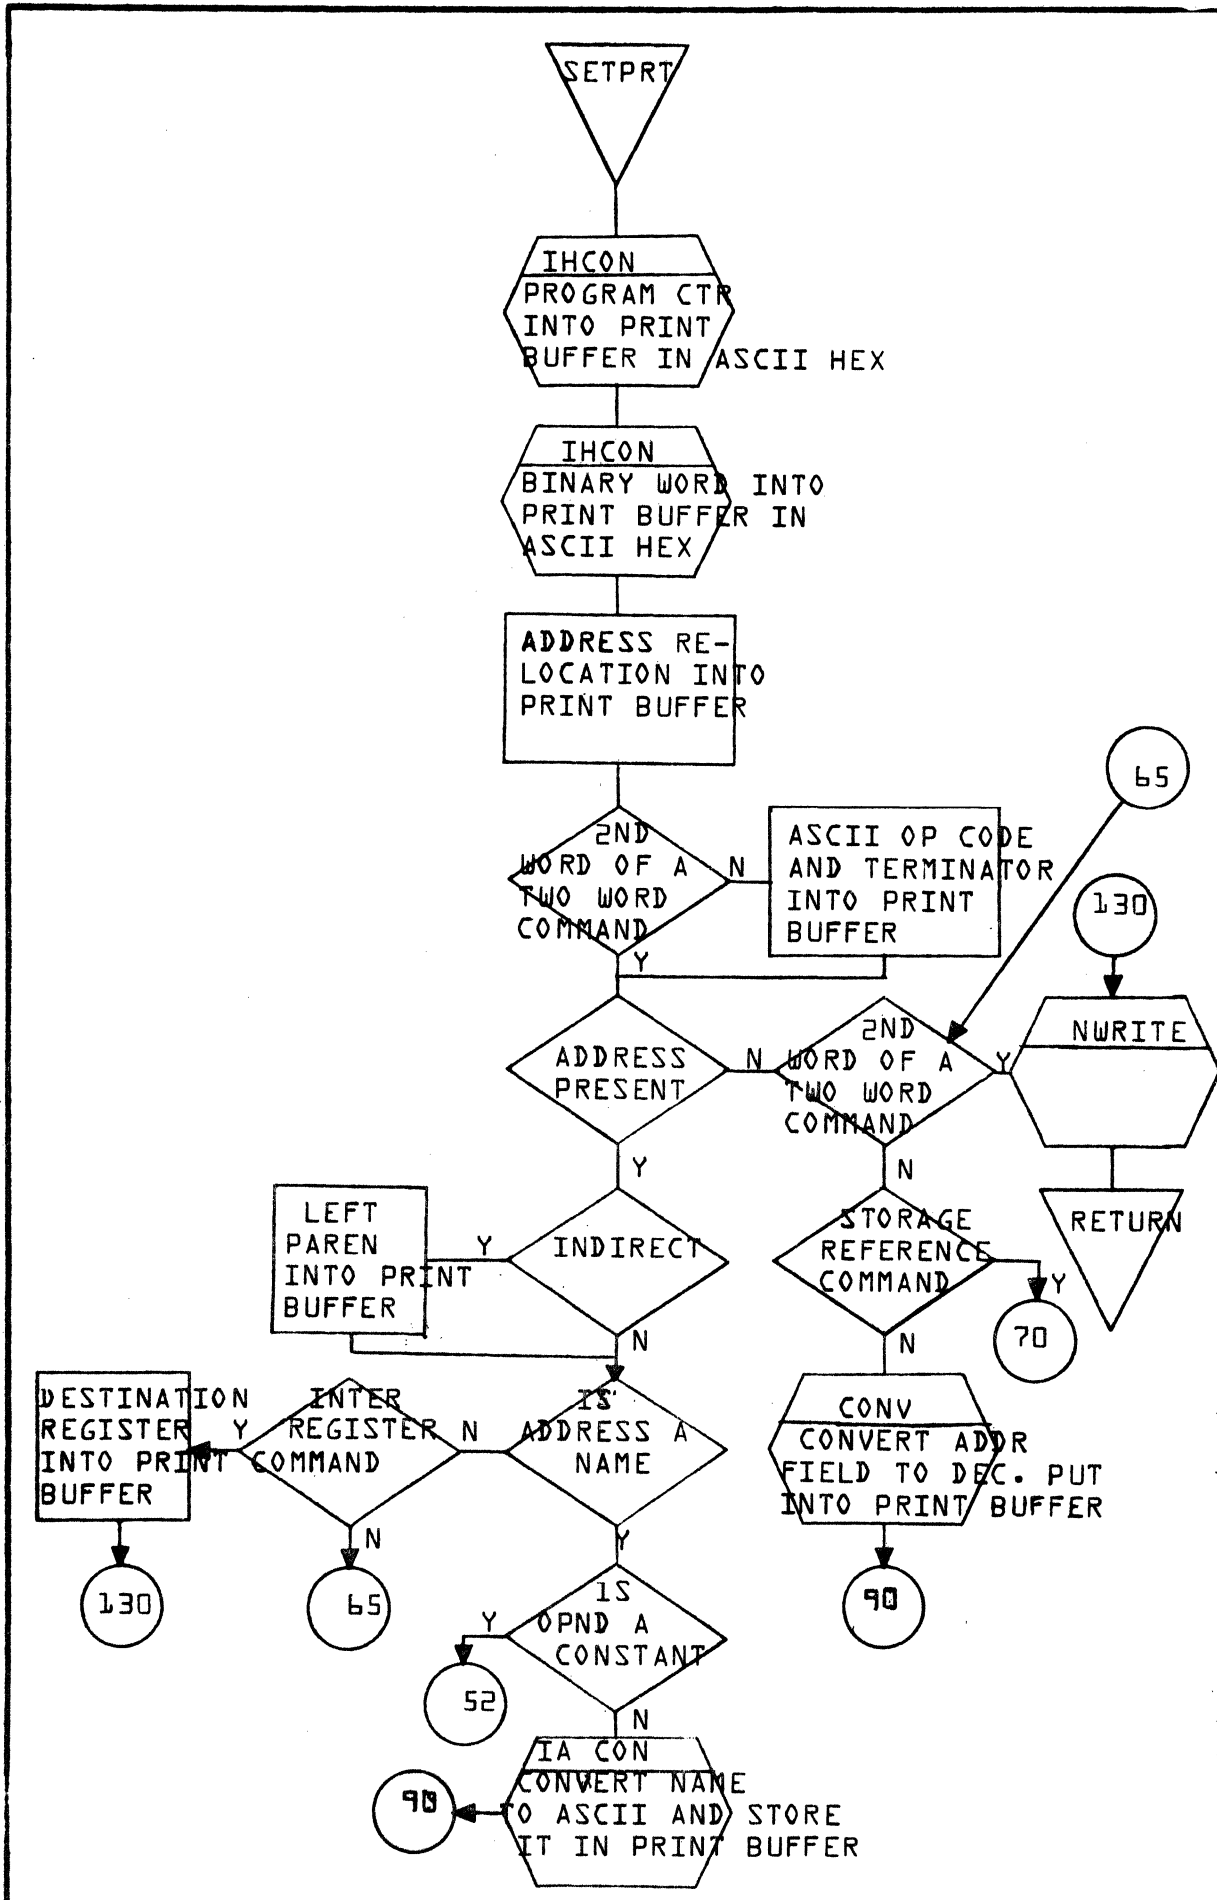 SETPRT
IHCON
PROGRAM CTR
INTO PRINT
BUFFER IN ASCII HEX
IHCON
BINARY WORD INTO
PRINT BUFFER IN
ASCII HEX
ADDRESS RE-
LOCATION INTO
PRINT BUFFER
65
2ND
WORD OF A
TWO WORD
COMMAND
N
Y
ASCII OP CODE
AND TERMINATOR
INTO PRINT
BUFFER
130
ADDRESS
PRESENT
N
Y
2ND
WORD OF A
TWO WORD
COMMAND
Y
N
NWRITE
RETURN
LEFT
PAREN
INTO PRINT
BUFFER
Y
INDIRECT
N
STORAGE
REFERENCE
COMMAND
Y
N
70
DESTINATION
REGISTER
INTO PRINT
BUFFER
Y
INTER
REGISTER
COMMAND
N
N
IS
ADDRESS A
NAME
Y
CONV
CONVERT ADDR
FIELD TO DEC. PUT
INTO PRINT BUFFER
130
65
90
Y
IS
OPND A
CONSTANT
N
52
IA CON
CONVERT NAME
TO ASCII AND STORE
IT IN PRINT BUFFER
90